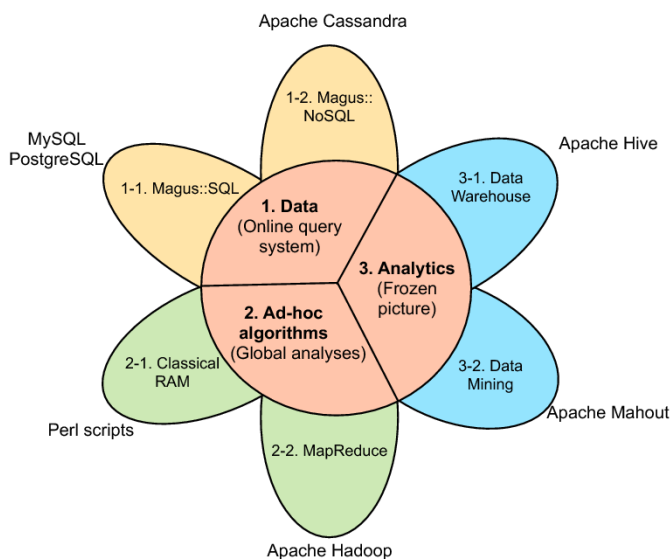 Apache Cassandra
1-2. Magus::
NoSQL
MySQL
PostgreSQL
1-1. Magus::SQL
Apache Hive
3-1. Data
Warehouse
1. Data
(Online query
system)
3. Analytics
(Frozen
picture)
2. Ad-hoc
algorithms
(Global analyses)
2-1. Classical
RAM
Perl scripts
3-2. Data
Mining
Apache Mahout
2-2. MapReduce
Apache Hadoop